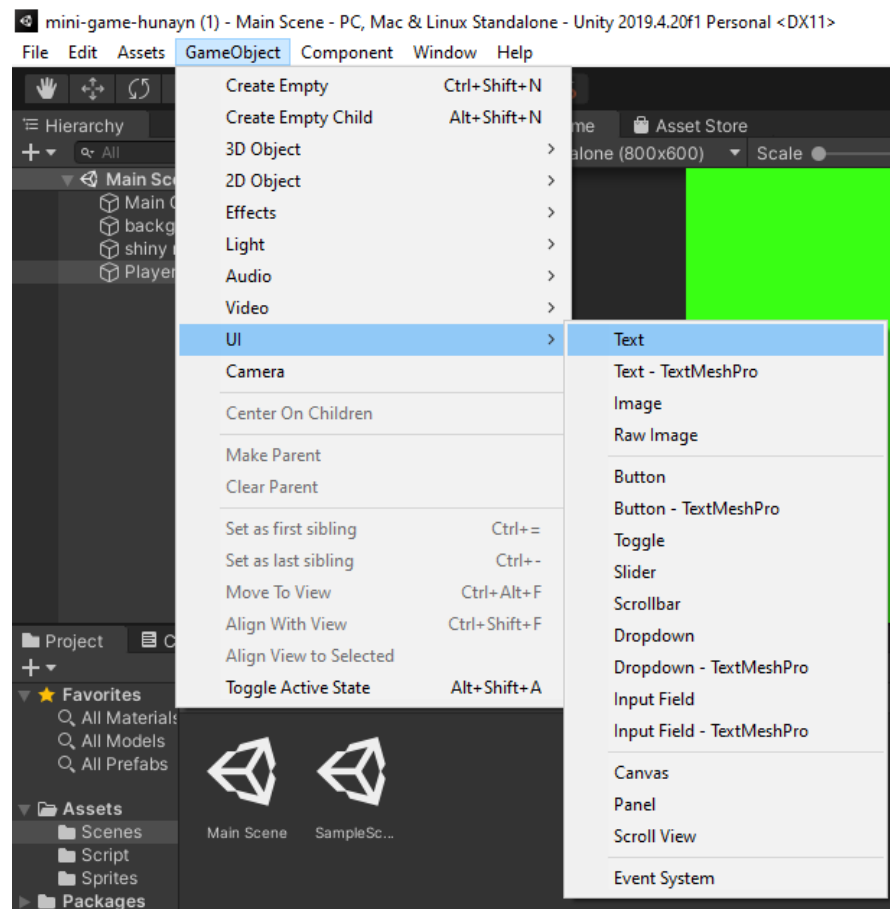 mini-game-hunayn (1) - Main Scene - PC, Mac & Linux Standalone - Unity 2019.4.20f1 Personal <DX11>
File Edit Assets GameObject Component Window Help
Hierarchy
All
Main Sc
Main
backg
shiny
Player
Create Empty Ctrl+Shift+N
Create Empty Child Alt+Shift+N
3D Object
2D Object
Effects
Light
Audio
Video
UI
Camera
Center On Children
Make Parent
Clear Parent
Set as first sibling Ctrl+=
Set as last sibling Ctrl+-
Move To View Ctrl+Alt+F
Align With View Ctrl+Shift+F
Align View to Selected
Toggle Active State Alt+Shift+A
me Asset Store
alone (800x600) Scale
Text
Text - TextMeshPro
Image
Raw Image
Button
Button - TextMeshPro
Toggle
Slider
Scrollbar
Dropdown
Dropdown - TextMeshPro
Input Field
Input Field - TextMeshPro
Canvas
Panel
Scroll View
Event System
Project C
Favorites
All Materials
All Models
All Prefabs
Assets
Scenes
Script
Sprites
Packages
Main Scene SampleSc...